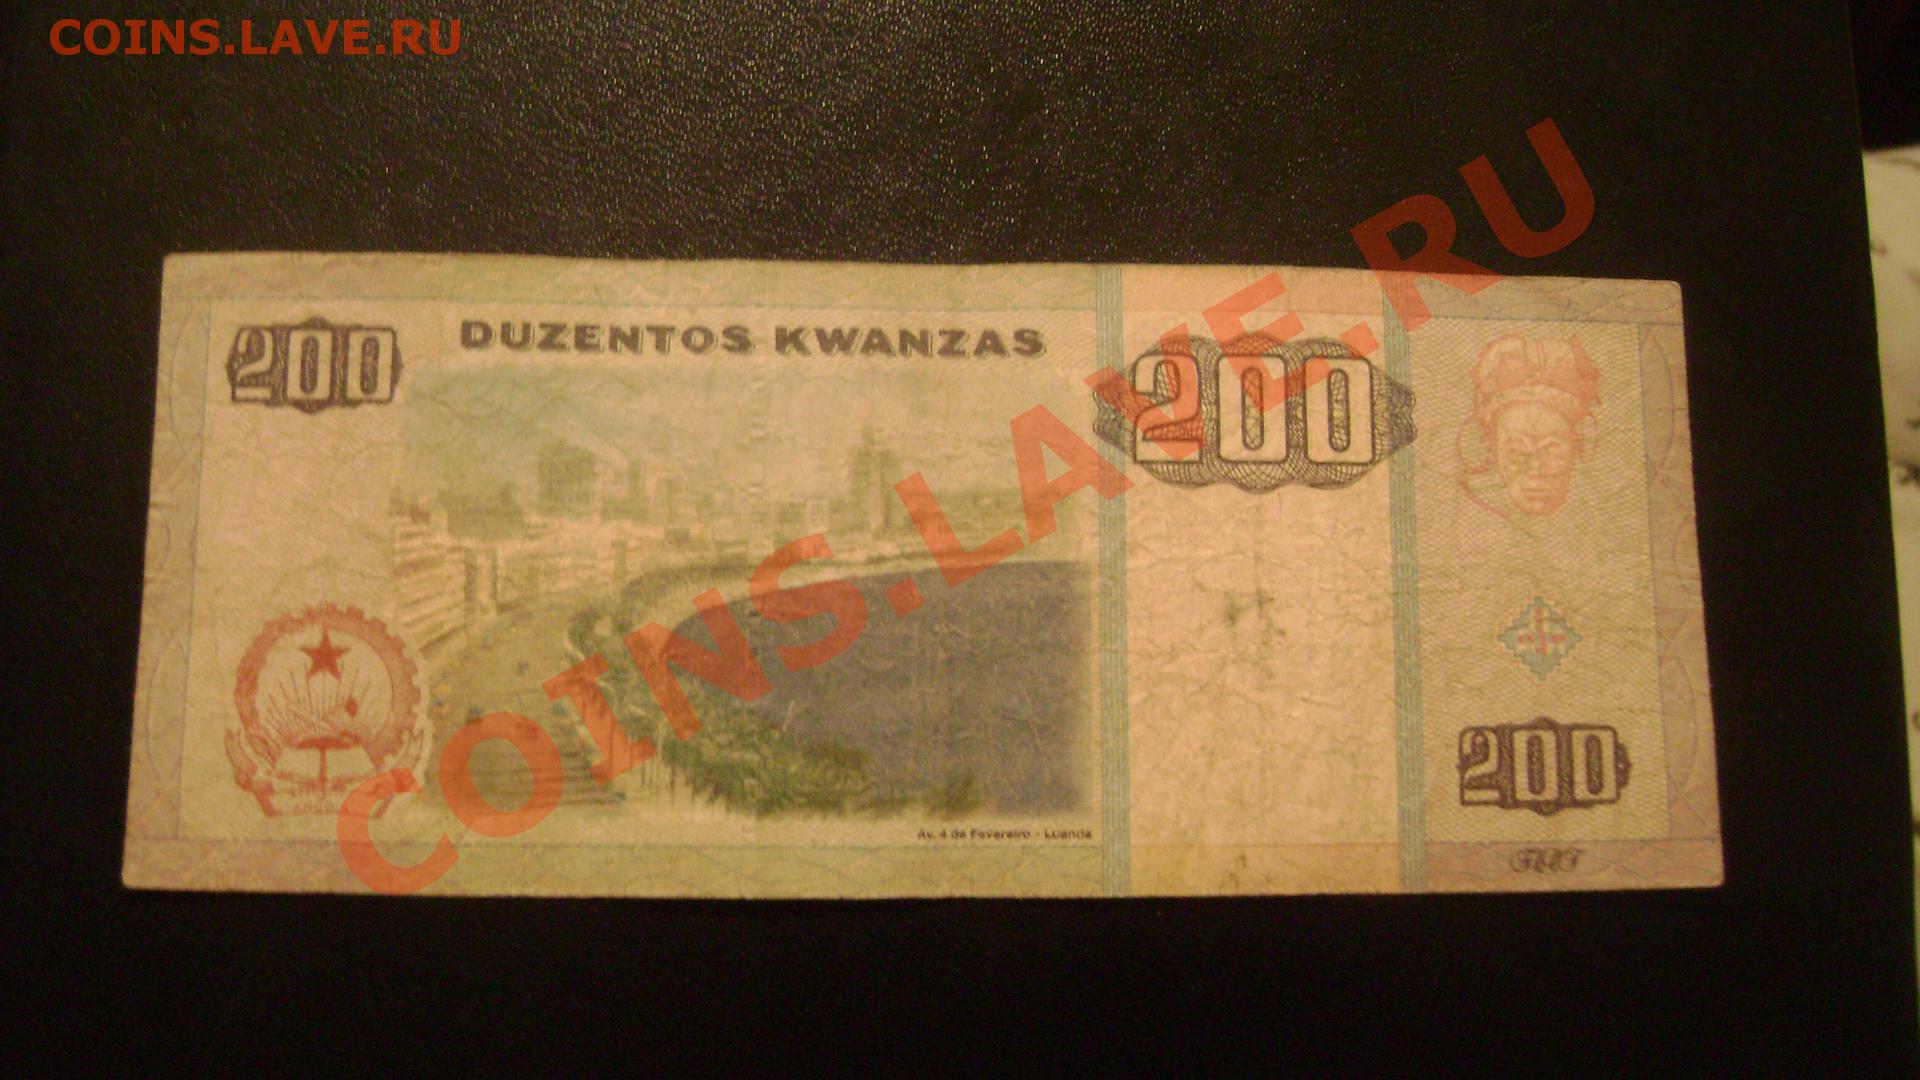 COINS.LAVE.RU
DUZENTOS KWANZAS
200
200
COINS.LAVE.RU
200
Av. 4 de Fevereiro - Luanda